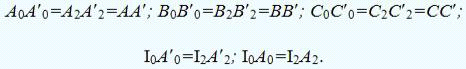 A₀A'₀=A₂A'₂=AA'; B₀B'₀=B₂B'₂=BB'; C₀C'₀=C₂C'₂=CC';
I₀A'₀=I₂A'₂; I₀A₀=I₂A₂.